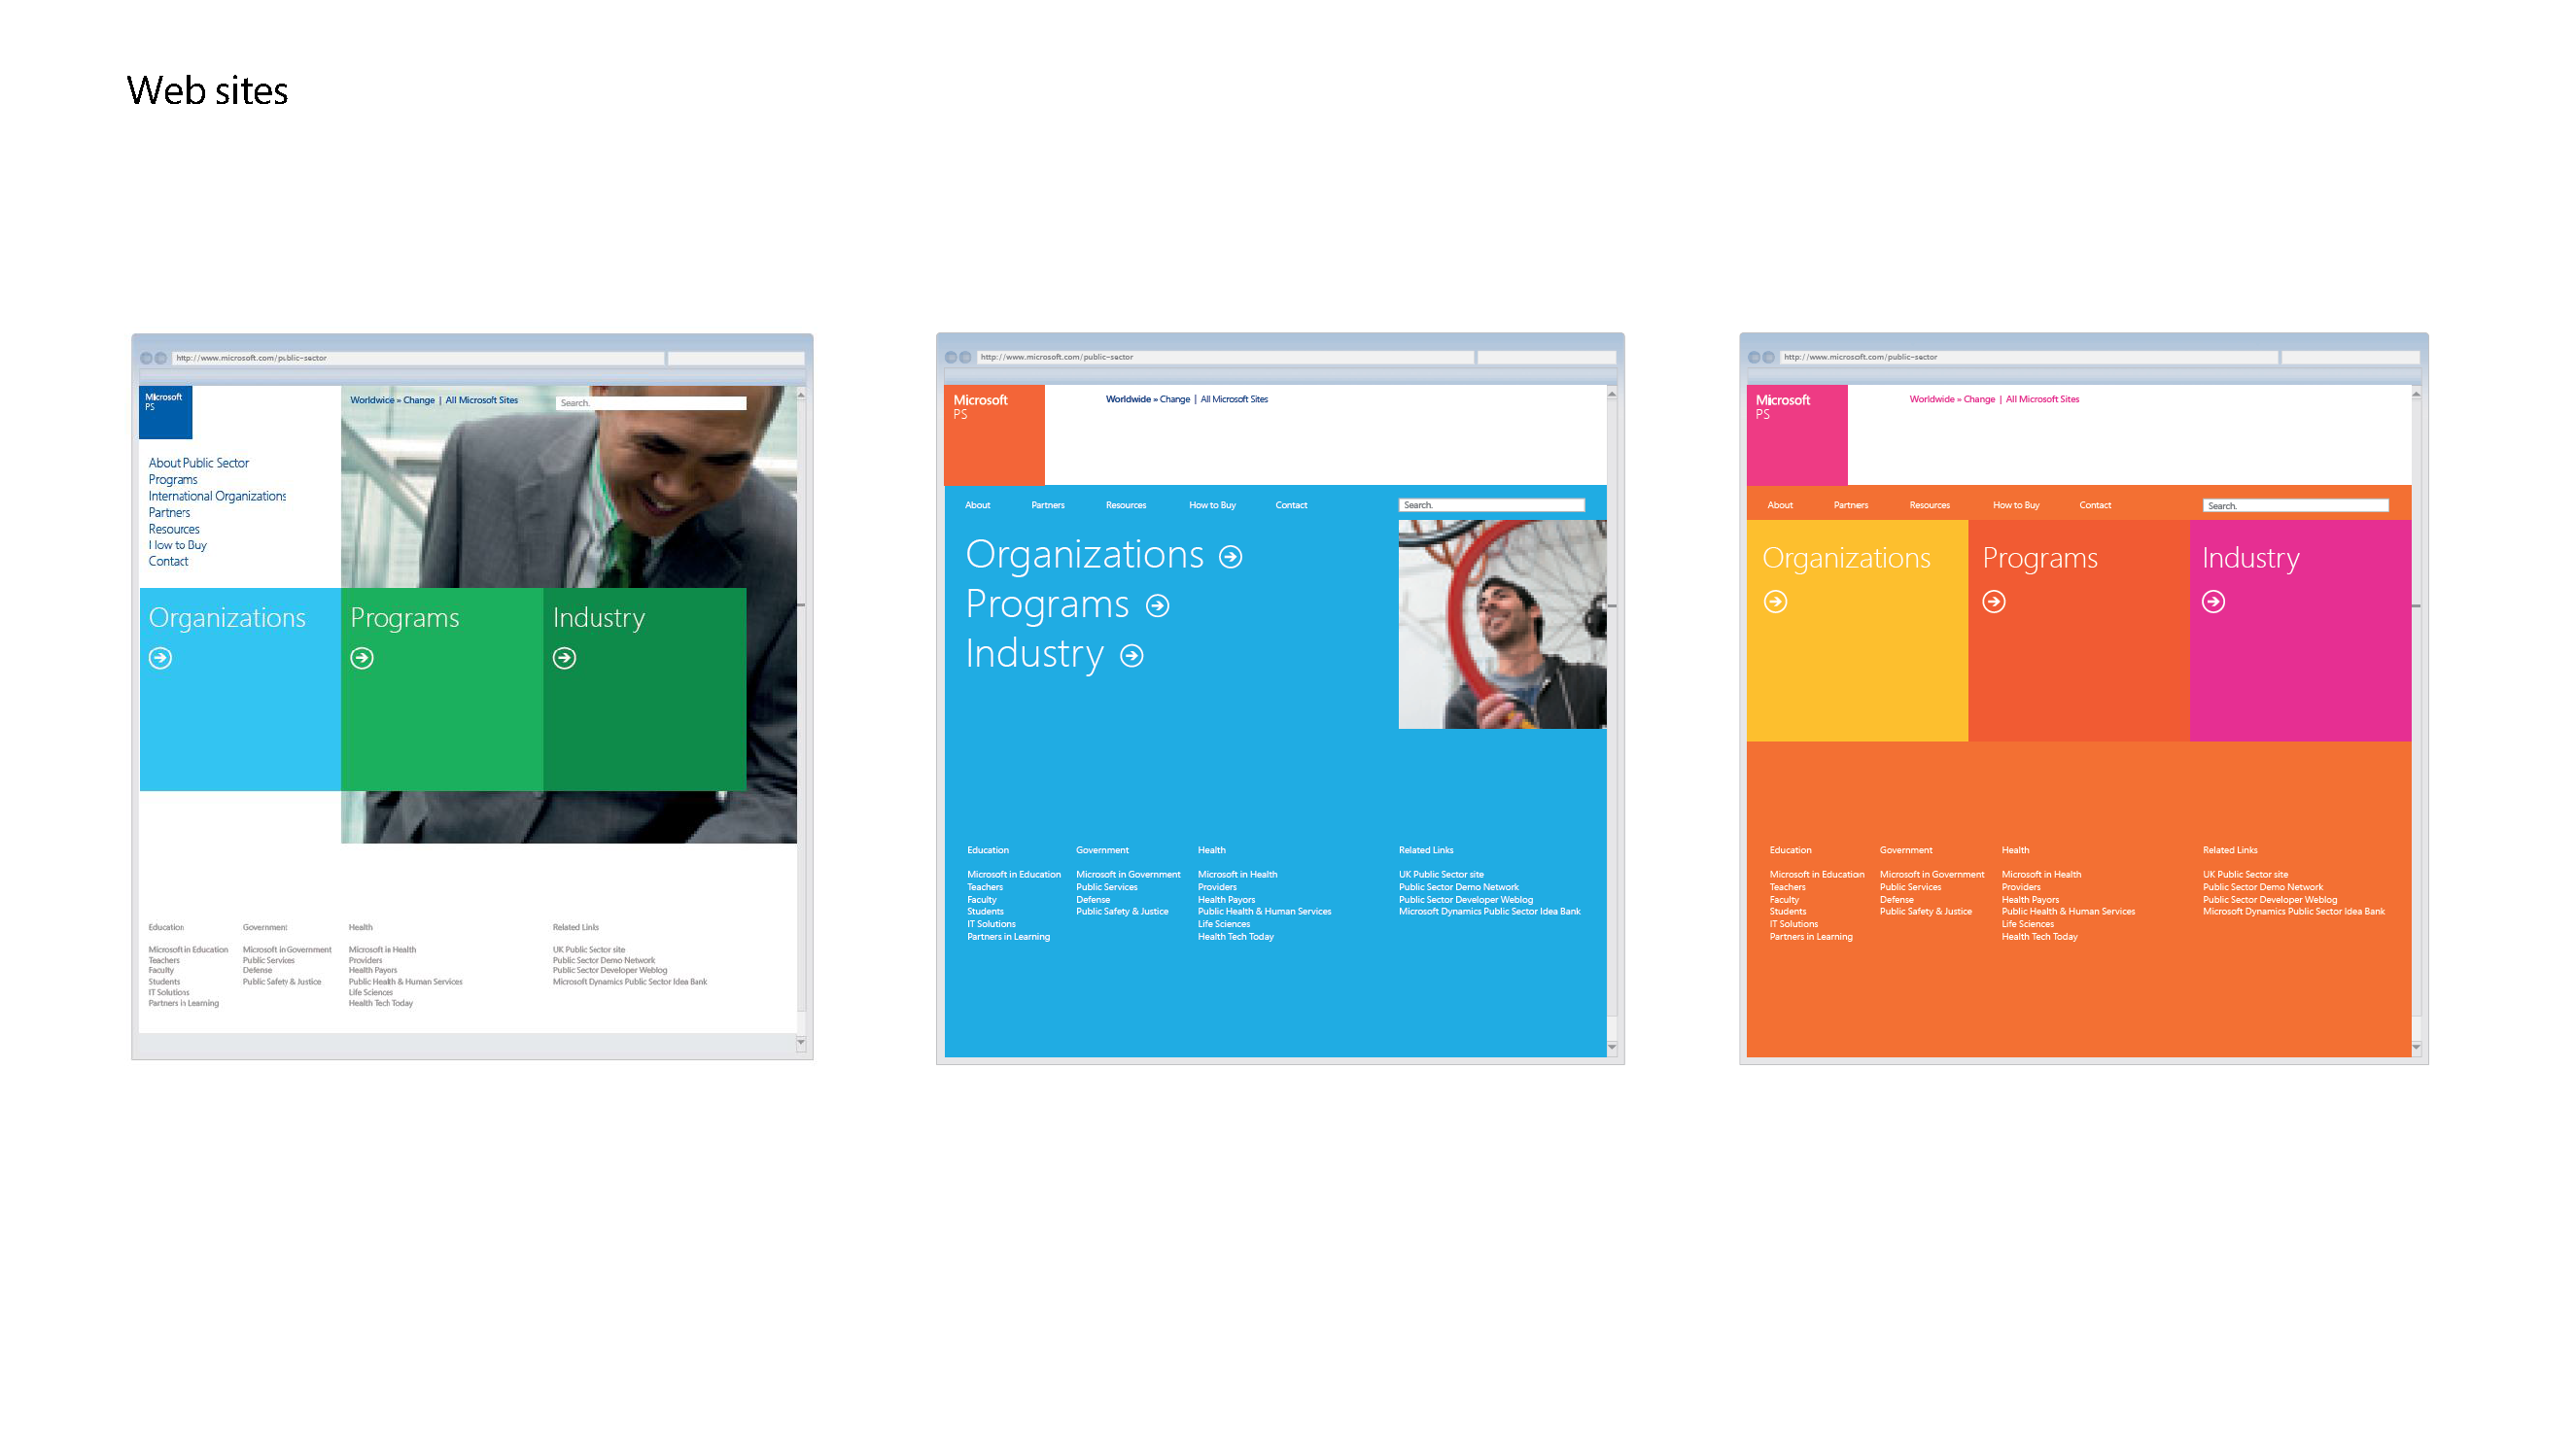 Web sites
http://www.microsoft.com/public-sector
Microsoft
PS
Worldwice » Change | All Microsoft Sites
Search.
About Public Sector
Programs
International Organizations
Partners
Resources
How to Buy
Contact
Organizations
Programs
Industry
Education
Microsoft in Education
Teachers
Faculty
Students
IT Solutions
Partners in Learning
Government
Microsoft in Government
Public Services
Defense
Public Safety & Justice
Health
Microsoft in Health
Providers
Health Payors
Public Health & Human Services
Life Sciences
Health Tech Today
Related Links
UK Public Sector site
Public Sector Demo Network
Public Sector Developer Weblog
Microsoft Dynamics Public Sector Idea Bank
http://www.microsoft.com/public-sector
Microsoft
PS
Worldwide » Change | All Microsoft Sites
About
Partners
Resources
How to Buy
Contact
Search.
Organizations
Programs
Industry
Education
Microsoft in Education
Teachers
Faculty
Students
IT Solutions
Partners in Learning
Government
Microsoft in Government
Public Services
Defense
Public Safety & Justice
Health
Microsoft in Health
Providers
Health Payors
Public Health & Human Services
Life Sciences
Health Tech Today
Related Links
UK Public Sector site
Public Sector Demo Network
Public Sector Developer Weblog
Microsoft Dynamics Public Sector Idea Bank
http://www.microsoft.com/public-sector
Microsoft
PS
Worldwide » Change | All Microsoft Sites
About
Partners
Resources
How to Buy
Contact
Search.
Organizations
Programs
Industry
Education
Microsoft in Education
Teachers
Faculty
Students
IT Solutions
Partners in Learning
Government
Microsoft in Government
Public Services
Defense
Public Safety & Justice
Health
Microsoft in Health
Providers
Health Payors
Public Health & Human Services
Life Sciences
Health Tech Today
Related Links
UK Public Sector site
Public Sector Demo Network
Public Sector Developer Weblog
Microsoft Dynamics Public Sector Idea Bank